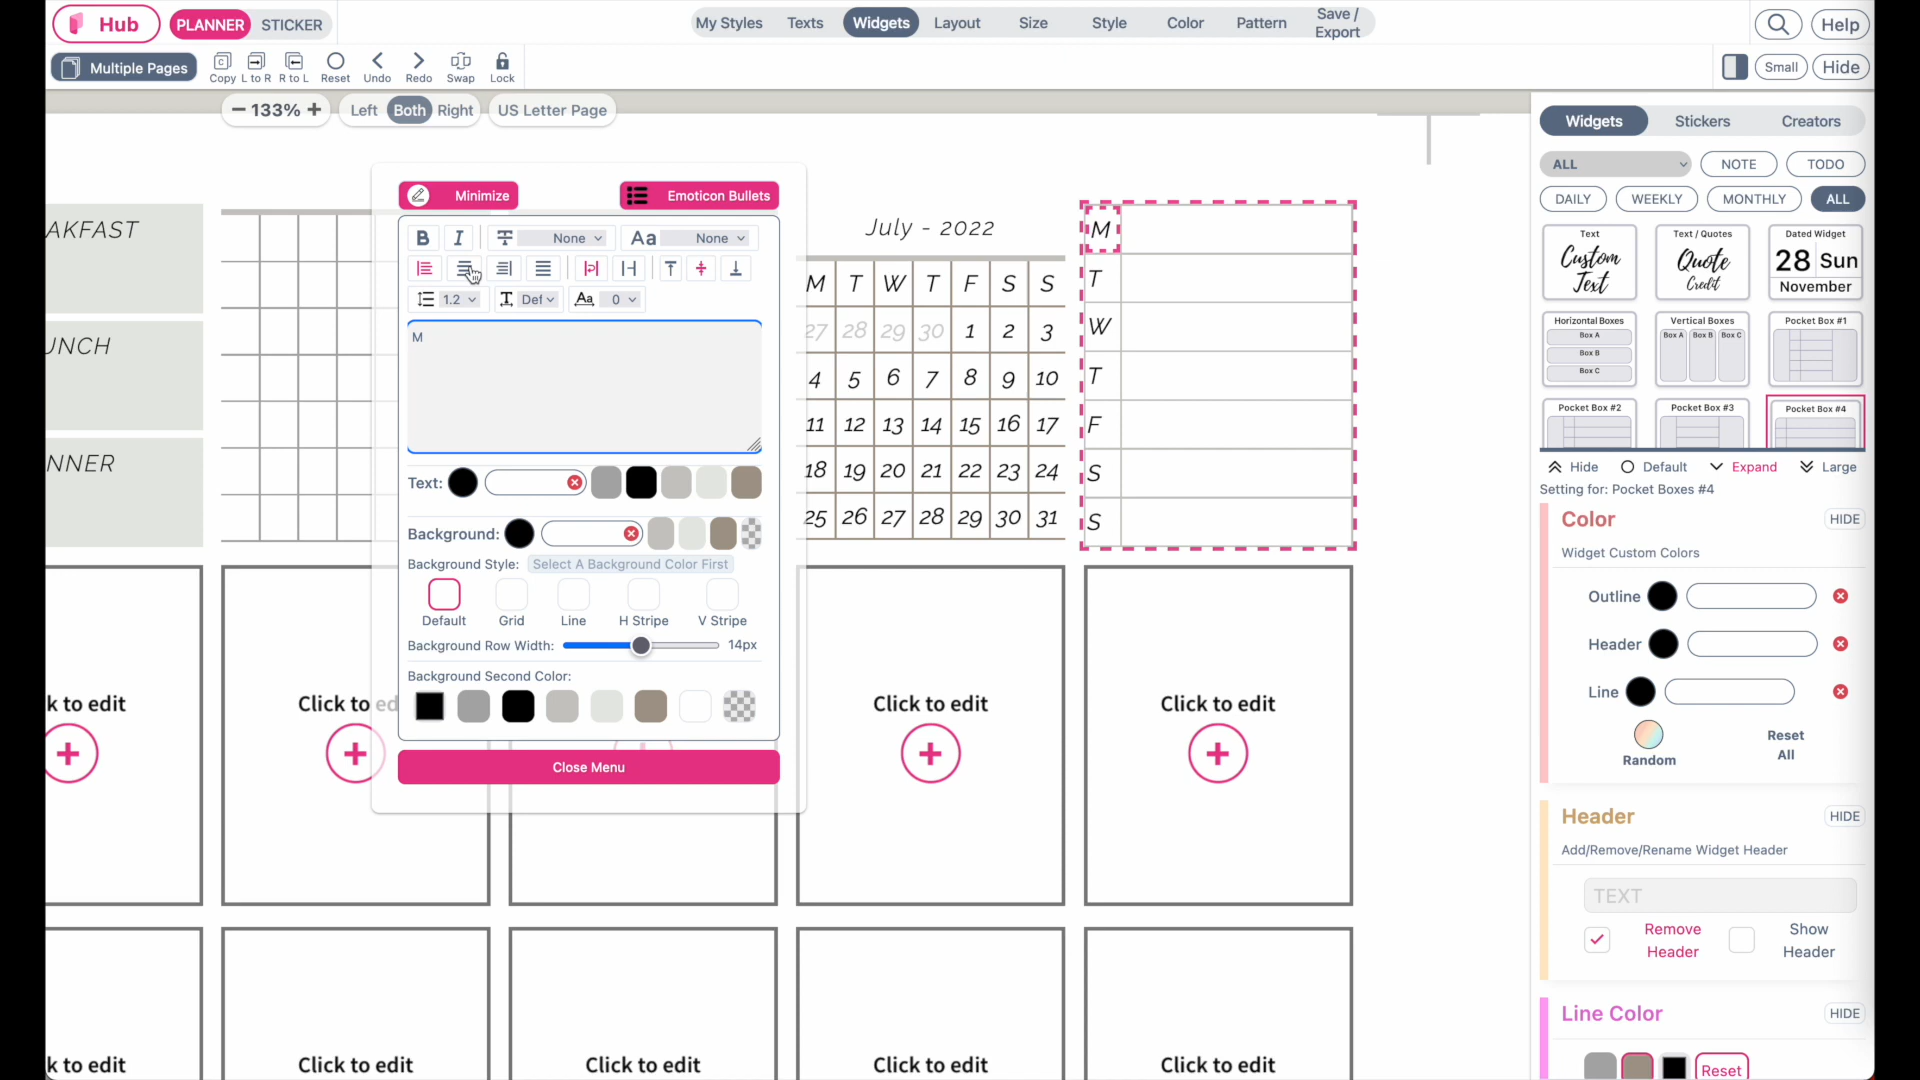 Hub
PLANNER
STICKER
My Styles
Texts
Widgets
Layout
Size
Style
Color
Pattern
Save /
Export
Help
Multiple Pages
Copy
L to R
R to L
Reset
Undo
Redo
Swap
Lock
Small
Hide
133%
Left
Both
Right
US Letter Page
AKFAST
UNCH
NNER
Minimize
Emoticon Bullets
B
I
None
Aa
None
1.2
Def
Aa
0
M
Text:
Background:
Background Style:
Select A Background Color First
Default
Grid
Line
H Stripe
V Stripe
Background Row Width:
14px
Background Second Color:
Close Menu
July - 2022
M T W T F S S
27 28 29 30 1 2 3
4 5 6 7 8 9 10
11 12 13 14 15 16 17
18 19 20 21 22 23 24
25 26 27 28 29 30 31
M
T
W
T
F
S
S
k to edit
Click to ed
Click to edit
Click to edit
k to edit
Click to edit
Click to edit
Click to edit
Click to edit
Widgets
Stickers
Creators
ALL
NOTE
TODO
DAILY
WEEKLY
MONTHLY
ALL
Text
Custom
Text
Text / Quotes
Quote
Credit
Dated Widget
28 Sun
November
Horizontal Boxes
Box A
Box B
Box C
Vertical Boxes
Box A
Box B
Box C
Pocket Box #1
Pocket Box #2
Pocket Box #3
Pocket Box #4
Hide
Default
Expand
Large
Setting for: Pocket Boxes #4
Color
HIDE
Widget Custom Colors
Outline
Header
Line
Random
Reset
All
Header
HIDE
Add/Remove/Rename Widget Header
TEXT
Remove
Header
Show
Header
Line Color
HIDE
Reset